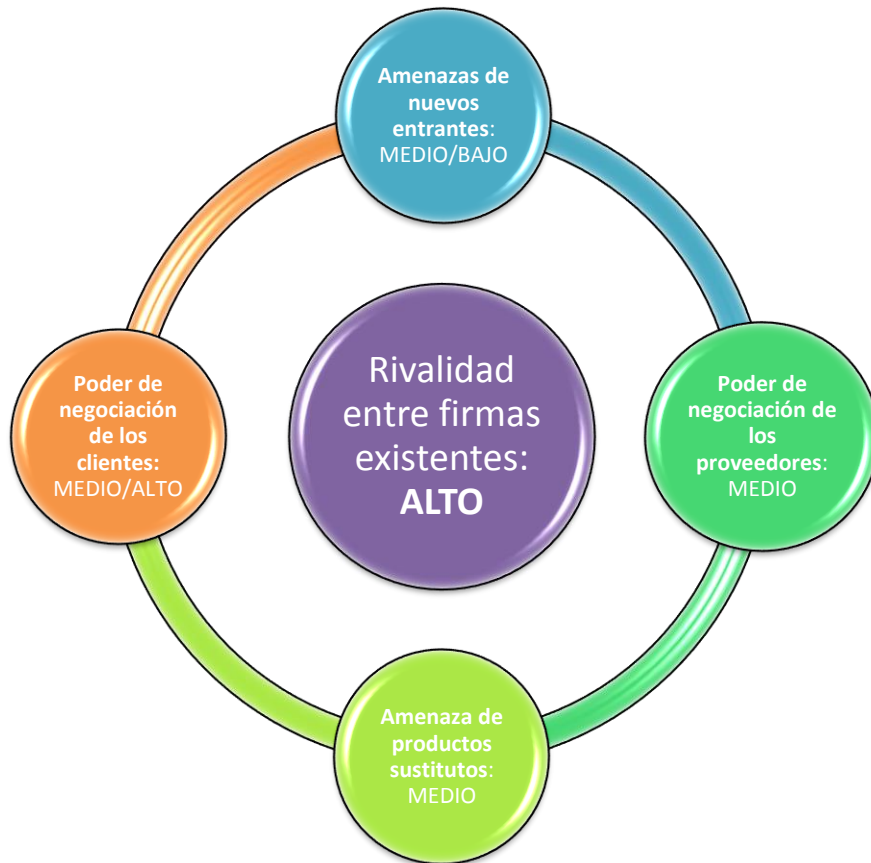 Amenazas de
nuevos
entrantes:
MEDIO/BAJO
Poder de
negociación
de los
clientes:
MEDIO/ALTO
Rivalidad
entre firmas
existentes:
ALTO
Poder de
negociación de
los
proveedores:
MEDIO
Amenaza de
productos
sustitutos:
MEDIO